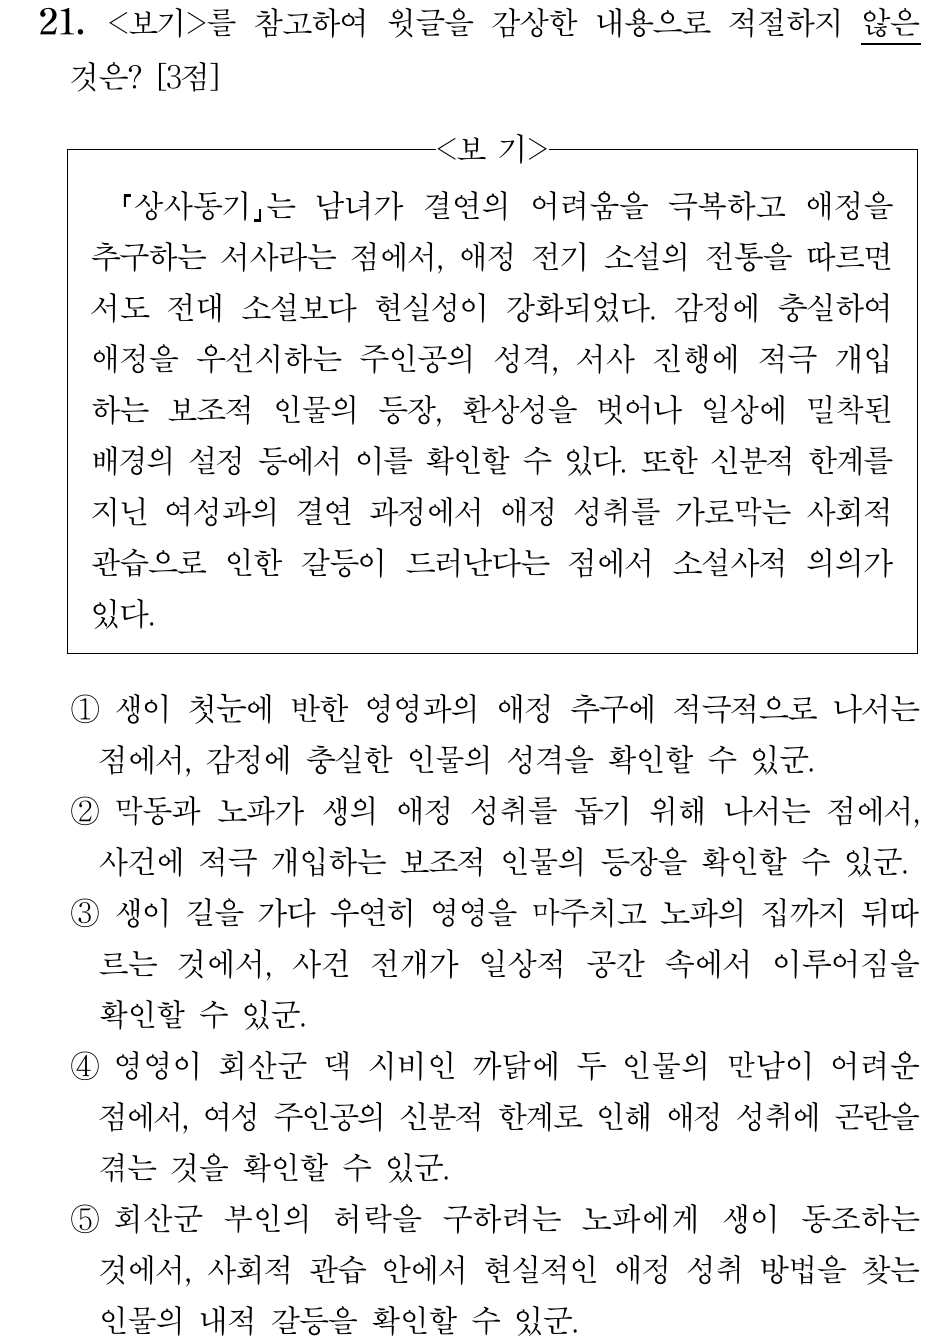 21. <보기>를 참고하여 윗글을 감상한 내용으로 적절하지 않은
것은? [3점]
<보 기>
『상사동기』는 남녀가 결연의 어려움을 극복하고 애정을
추구하는 서사라는 점에서, 애정 전기 소설의 전통을 따르면
서도 전대 소설보다 현실성이 강화되었다. 감정에 충실하여
애정을 우선시하는 주인공의 성격, 서사 진행에 적극 개입
하는 보조적 인물의 등장, 환상성을 벗어나 일상에 밀착된
배경의 설정 등에서 이를 확인할 수 있다. 또한 신분적 한계를
지닌 여성과의 결연 과정에서 애정 성취를 가로막는 사회적
관습으로 인한 갈등이 드러난다는 점에서 소설사적 의의가
있다.
① 생이 첫눈에 반한 영영과의 애정 추구에 적극적으로 나서는
점에서, 감정에 충실한 인물의 성격을 확인할 수 있군.
② 막동과 노파가 생의 애정 성취를 돕기 위해 나서는 점에서,
사건에 적극 개입하는 보조적 인물의 등장을 확인할 수 있군.
③ 생이 길을 가다 우연히 영영을 마주치고 노파의 집까지 뒤따
르는 것에서, 사건 전개가 일상적 공간 속에서 이루어짐을
확인할 수 있군.
④ 영영이 회산군 댁 시비인 까닭에 두 인물의 만남이 어려운
점에서, 여성 주인공의 신분적 한계로 인해 애정 성취에 곤란을
겪는 것을 확인할 수 있군.
⑤ 회산군 부인의 허락을 구하려는 노파에게 생이 동조하는
것에서, 사회적 관습 안에서 현실적인 애정 성취 방법을 찾는
인물의 내적 갈등을 확인할 수 있군.